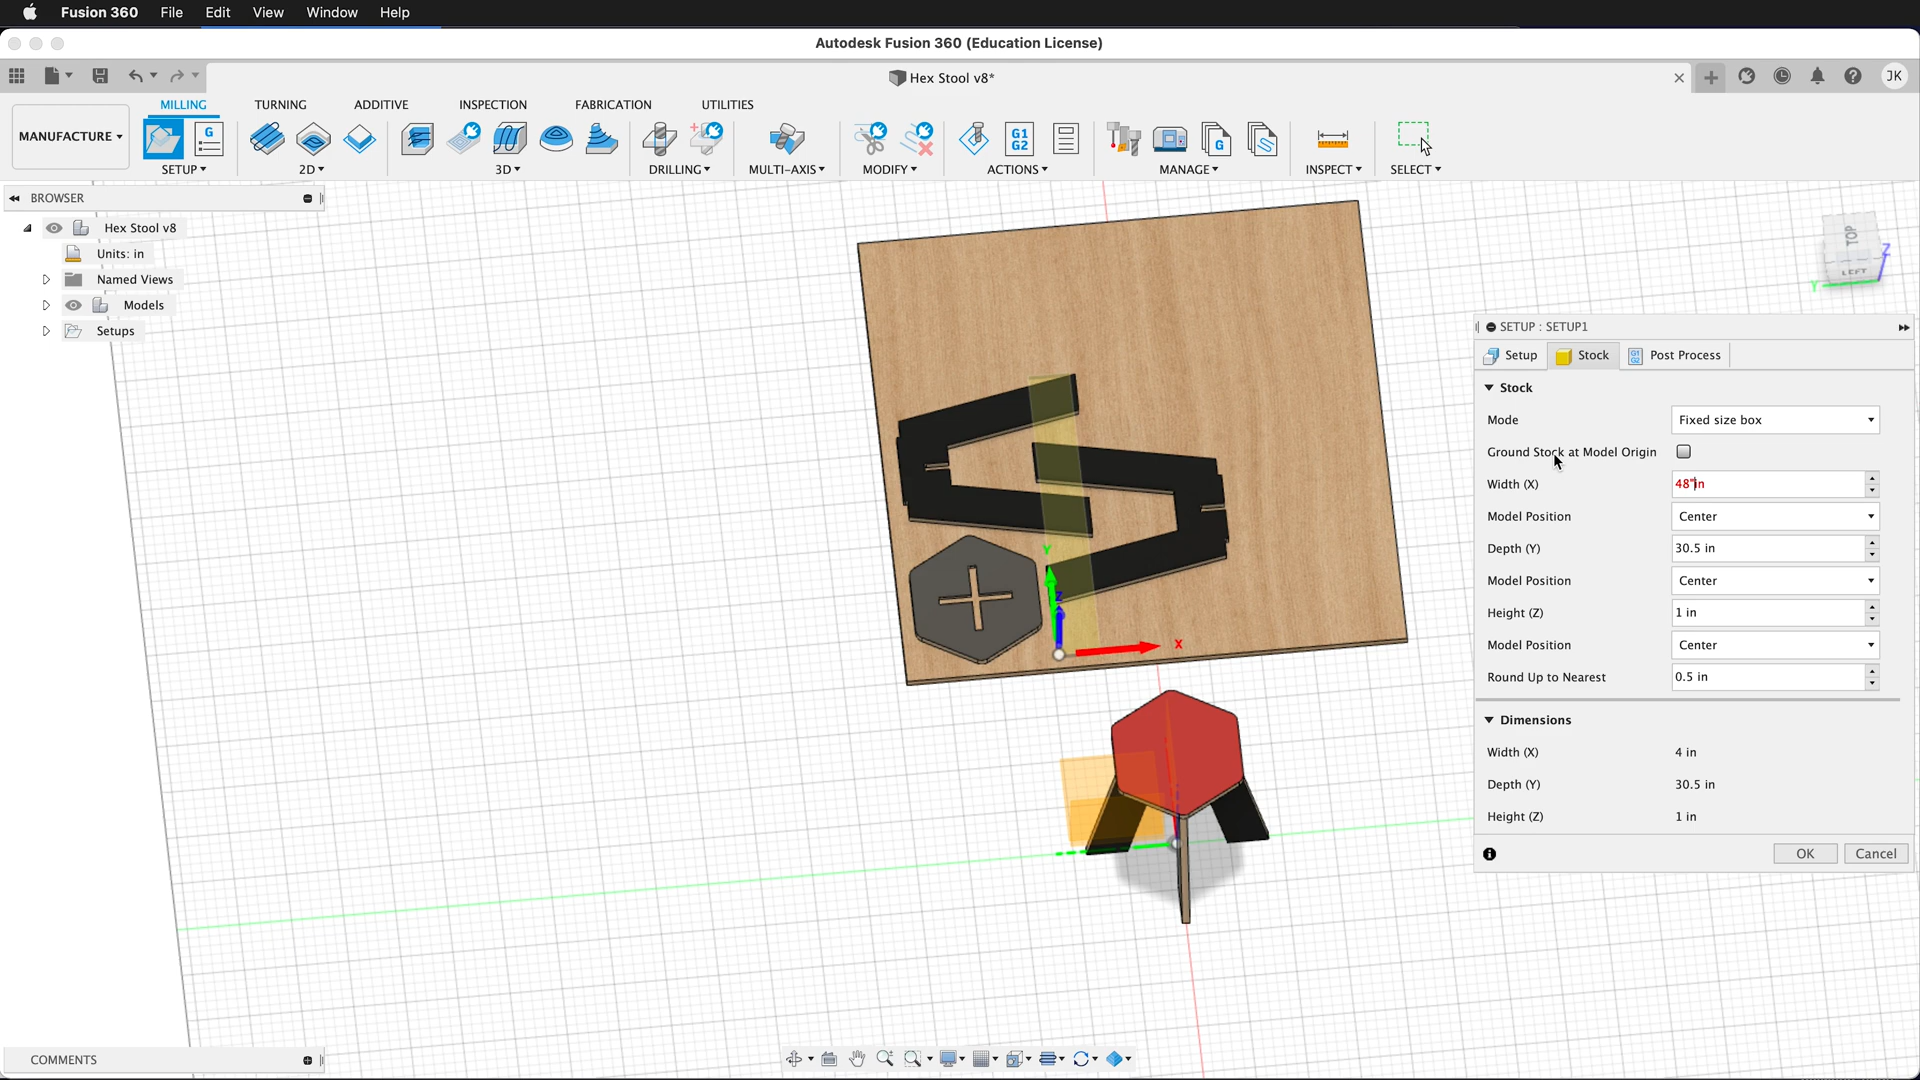 Fusion 360 File Edit View Window Help
Autodesk Fusion 360 (Education License)
Hex Stool v8*
JK
MILLING TURNING ADDITIVE INSPECTION FABRICATION UTILITIES
MANUFACTURE
G
G1
G2
G
SETUP 2D 3D DRILLING MULTI-AXIS MODIFY ACTIONS MANAGE INSPECT SELECT
BROWSER
Hex Stool v8
Units: in
Named Views
Models
Setups
TOP
LEFT
Z
Y
Y
Z
X
SETUP : SETUP1
Setup Stock Post Process
Stock
Mode Fixed size box
Ground Stock at Model Origin
Width (X) 48"in
Model Position Center
Depth (Y) 30.5 in
Model Position Center
Height (Z) 1 in
Model Position Center
Round Up to Nearest 0.5 in
Dimensions
Width (X) 4 in
Depth (Y) 30.5 in
Height (Z) 1 in
OK Cancel
COMMENTS